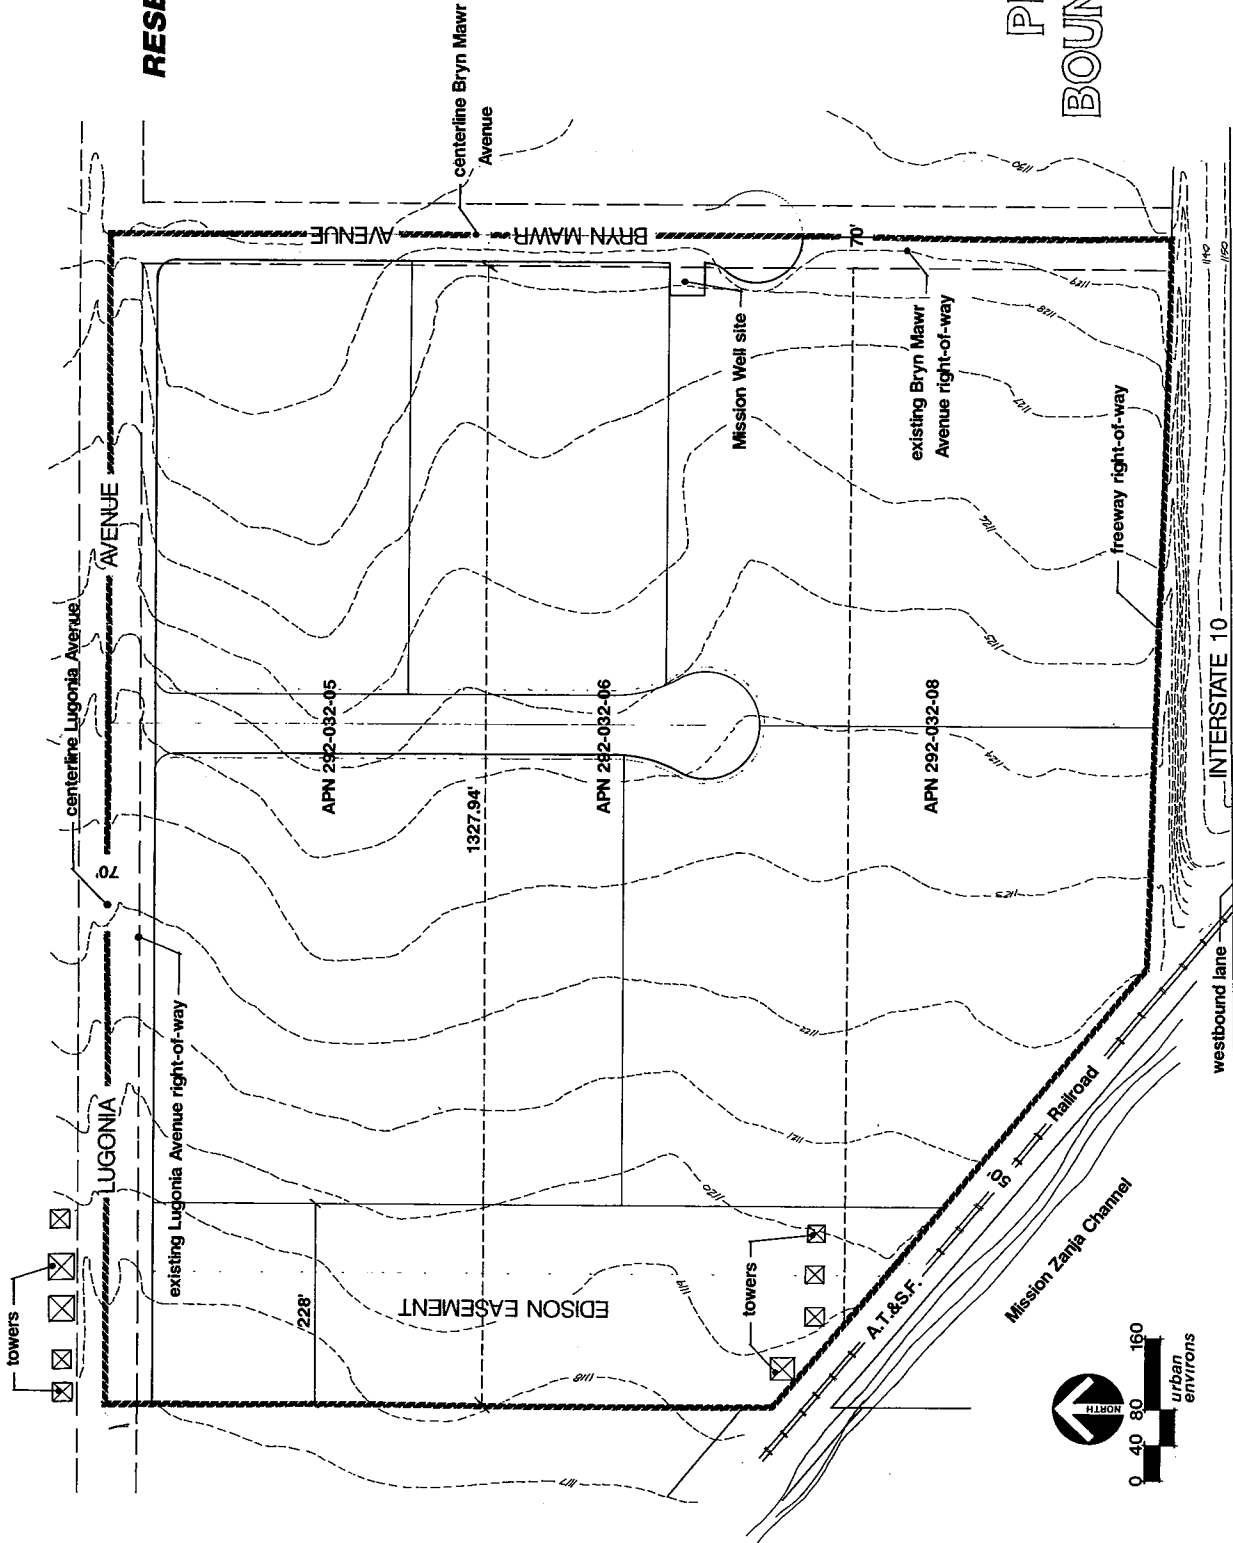 RESE
PL
BOUN
towers
LUGONIA
70'
AVENUE
centerline Lugonia Avenue
existing Lugonia Avenue right-of-way
centerline Bryn Mawr
Avenue
BRYN MAWR
AVENUE
70'
228'
EDISON EASEMENT
1327.94'
APN 292-032-05
APN 292-032-06
APN 292-032-08
Mission Well site
existing Bryn Mawr
Avenue right-of-way
freeway right-of-way
towers
1117
1118
1119
1120
1121
1122
1123
1124
1125
1126
1127
1128
1129
1130
1140
1150
A.T.&S.F.
50'
Railroad
Mission Zanja Channel
westbound lane
INTERSTATE 10
NORTH
0 40 80 160
urban
environs